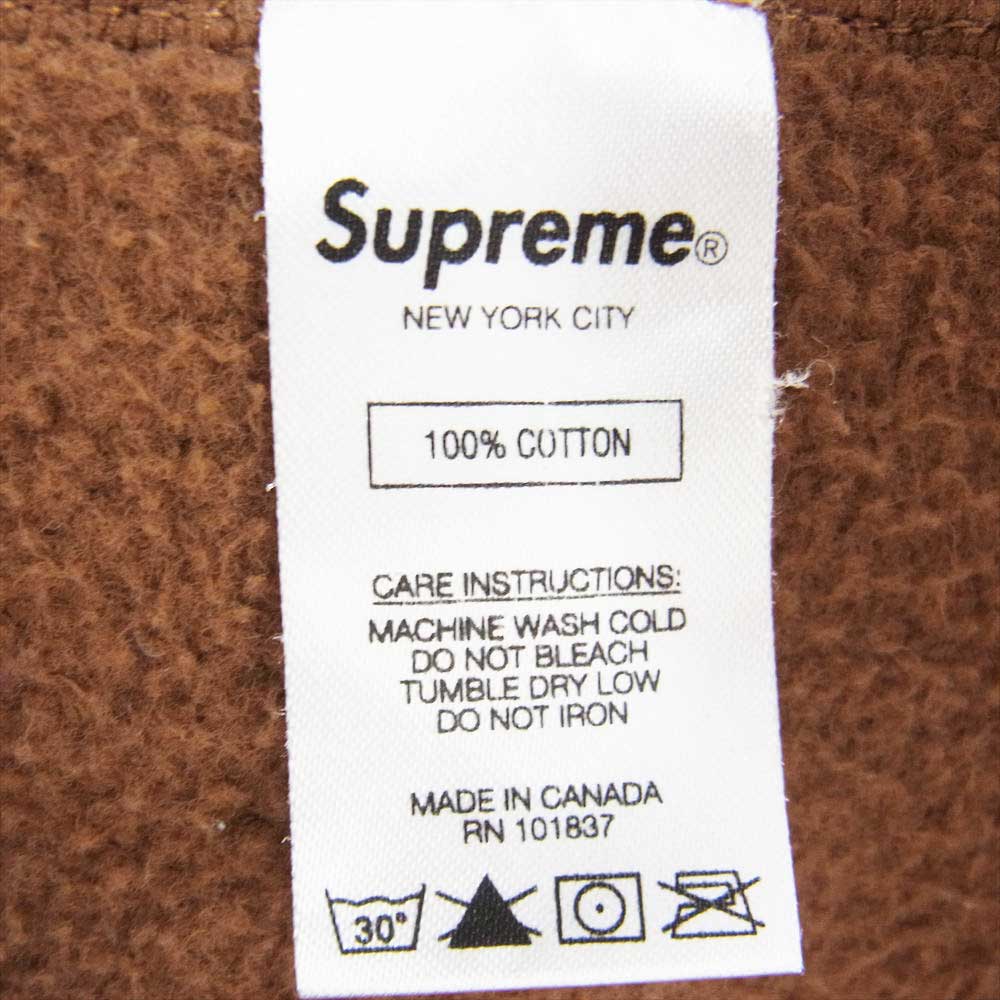 Supreme®
NEW YORK CITY
100% COTTON
CARE INSTRUCTIONS:
MACHINE WASH COLD
DO NOT BLEACH
TUMBLE DRY LOW
DO NOT IRON
MADE IN CANADA
RN 101837
30°